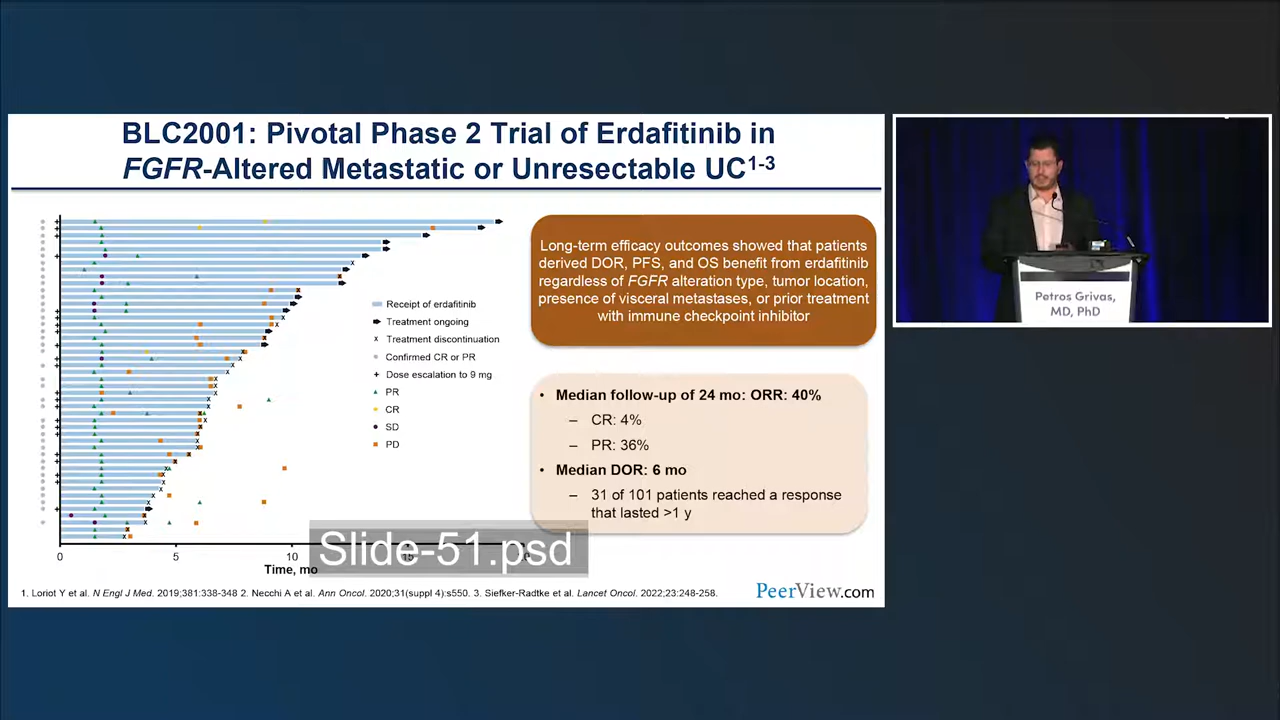 BLC2001: Pivotal Phase 2 Trial of Erdafitinib in
FGFR-Altered Metastatic or Unresectable UC1-3
Receipt of erdafitinib
Treatment ongoing
Treatment discontinuation
Confirmed CR or PR
Dose escalation to 9 mg
PR
CR
SD
PD
0 5 10 15
Time, mo
Long-term efficacy outcomes showed that patients
derived DOR, PFS, and OS benefit from erdafitinib
regardless of FGFR alteration type, tumor location,
presence of visceral metastases, or prior treatment
with immune checkpoint inhibitor
• Median follow-up of 24 mo: ORR: 40%
– CR: 4%
– PR: 36%
• Median DOR: 6 mo
– 31 of 101 patients reached a response
that lasted >1 y
Slide-51.psd
1. Loriot Y et al. N Engl J Med. 2019;381:338-348 2. Necchi A et al. Ann Oncol. 2020;31(suppl 4):s550. 3. Siefker-Radtke et al. Lancet Oncol. 2022;23:248-258.
PeerView.com
Petros Grivas,
MD, PhD